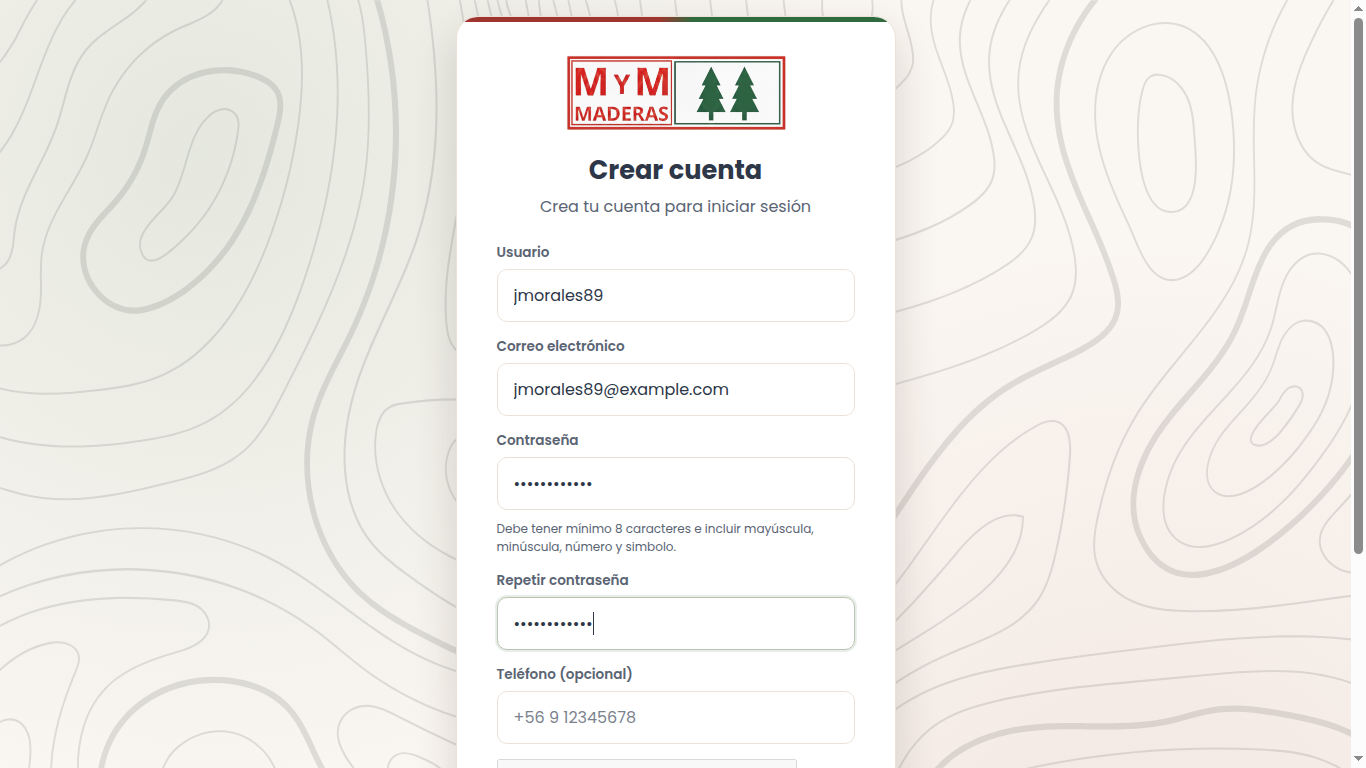 MYM
MADERAS
Crear cuenta
Crea tu cuenta para iniciar sesión
Usuario
jmorales89
Correo electrónico
jmorales89@example.com
Contraseña
••••••••••••
Debe tener mínimo 8 caracteres e incluir mayúscula,
minúscula, número y simbolo.
Repetir contraseña
••••••••••••
Teléfono (opcional)
+56 9 12345678